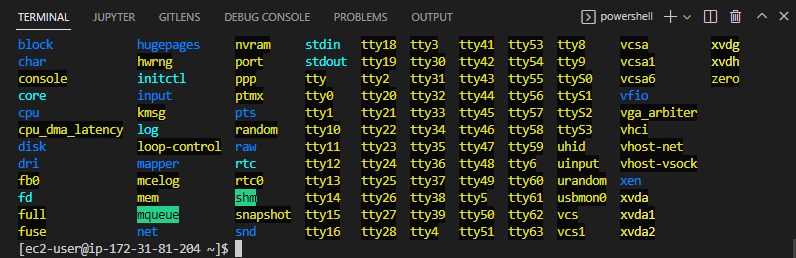 TERMINAL JUPYTER GITLENS DEBUG CONSOLE PROBLEMS OUTPUT powershell
block hugepages nvram stdin tty18 tty3 tty41 tty53 tty8 vcsa xvdg
char hwrng port stdout tty19 tty30 tty42 tty54 tty9 vcsa1 xvdh
console initctl ppp tty tty2 tty31 tty43 tty55 ttyS0 vcsa6 zero
core input ptmx tty0 tty20 tty32 tty44 tty56 ttyS1 vfio
cpu kmsg pts tty1 tty21 tty33 tty45 tty57 ttyS2 vga_arbiter
cpu_dma_latency log random tty10 tty22 tty34 tty46 tty58 ttyS3 vhci
disk loop-control raw tty11 tty23 tty35 tty47 tty59 uhid vhost-net
dri mapper rtc tty12 tty24 tty36 tty48 tty6 uinput vhost-vsock
fb0 mcelog rtc0 tty13 tty25 tty37 tty49 tty60 urandom xen
fd mem shm tty14 tty26 tty38 tty5 tty61 usbmon0 xvda
full mqueue snapshot tty15 tty27 tty39 tty50 tty62 vcs xvda1
fuse net snd tty16 tty28 tty4 tty51 tty63 vcs1 xvda2
[ec2-user@ip-172-31-81-204 ~]$